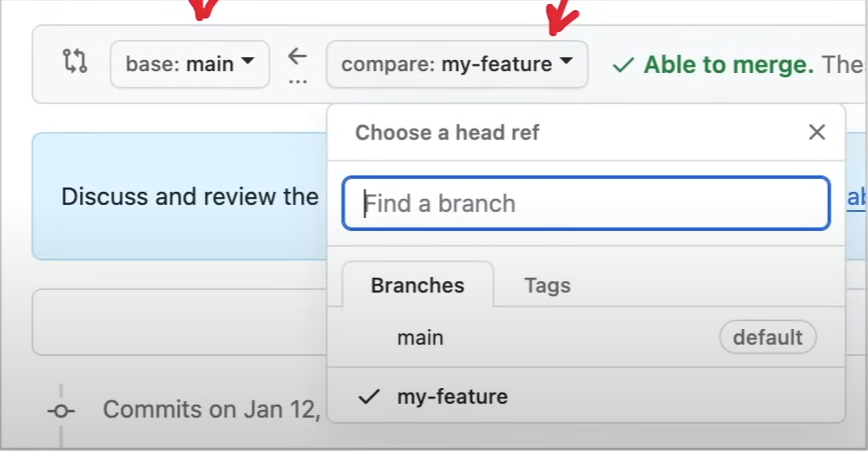 base: main ← compare: my-feature ✓ Able to merge. The
...
Choose a head ref
Discuss and review the
Find a branch
Branches Tags
main default
✓ my-feature
Commits on Jan 12,